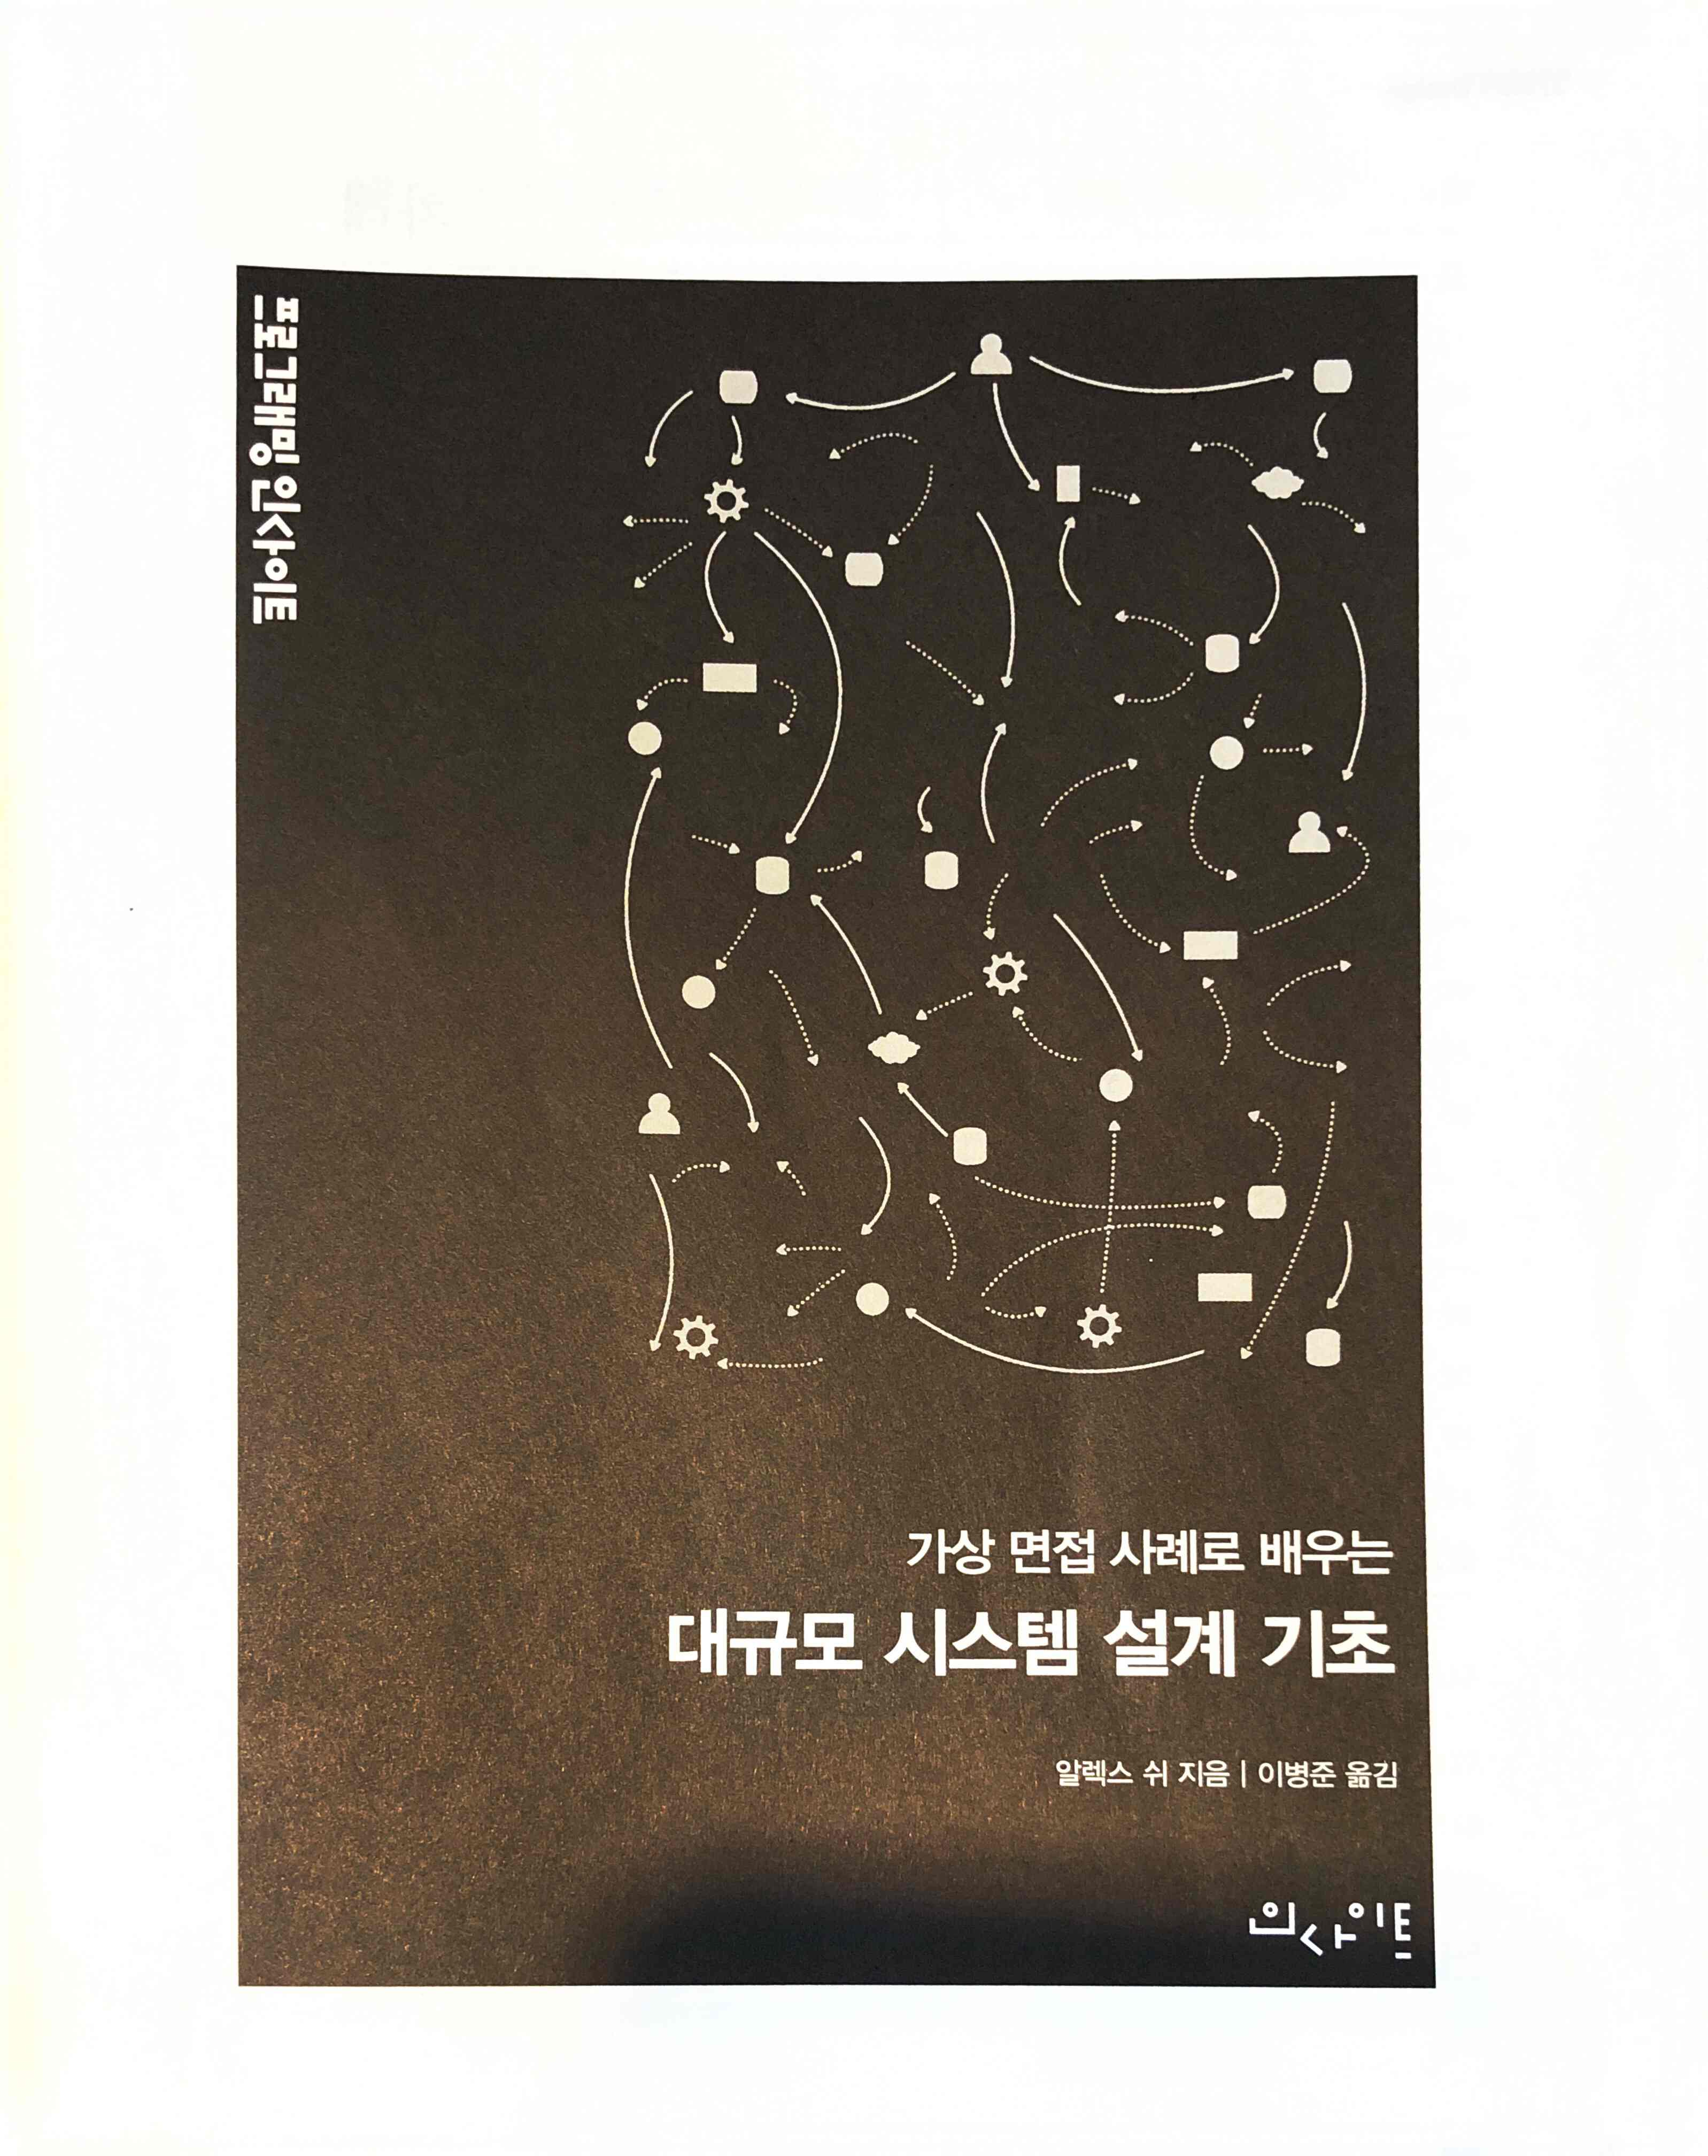 프로그래밍 인사이트
가상 면접 사례로 배우는
대규모 시스템 설계 기초
알렉스 쉬 지음 | 이병준 옮김
인사이트